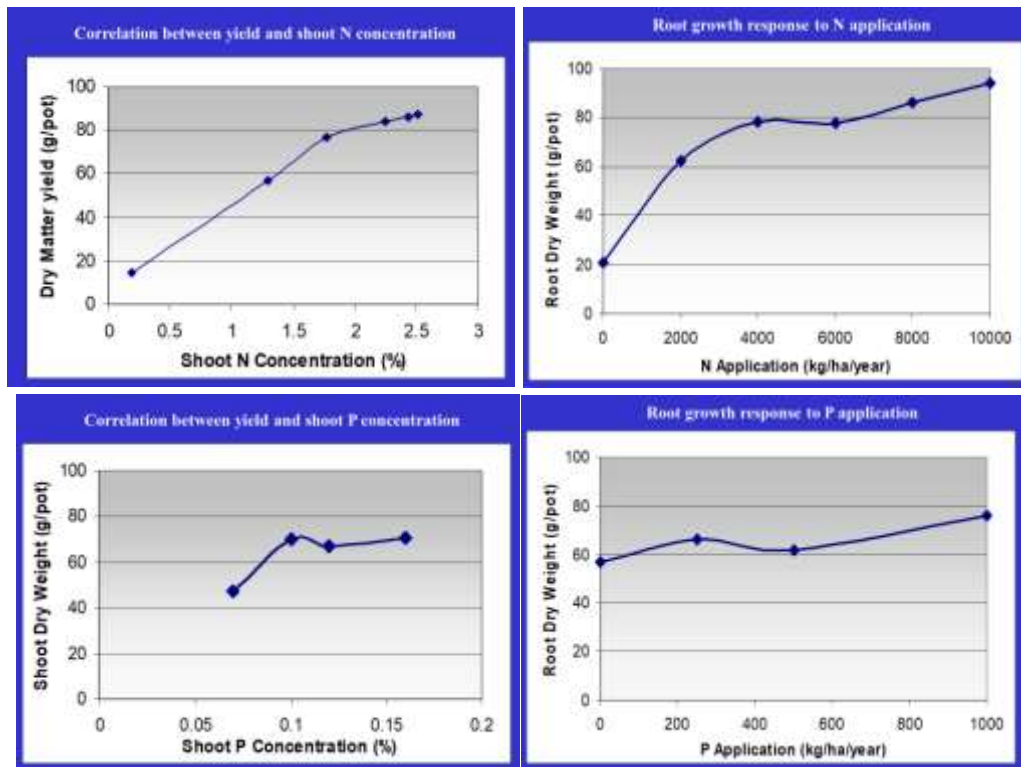 Correlation between yield and shoot N concentration
Dry Matter yield (g/pot)
100
80
60
40
20
0
0 0.5 1 1.5 2 2.5 3
Shoot N Concentration (%)
Root growth response to N application
Root Dry Weight (g/pot)
100
80
60
40
20
0
0 2000 4000 6000 8000 10000
N Application (kg/ha/year)
Correlation between yield and shoot P concentration
Shoot Dry Weight (g/pot)
100
80
60
40
20
0
0 0.05 0.1 0.15 0.2
Shoot P Concentration (%)
Root growth response to P application
Root Dry Weight (g/pot)
100
80
60
40
20
0
0 200 400 600 800 1000
P Application (kg/ha/year)